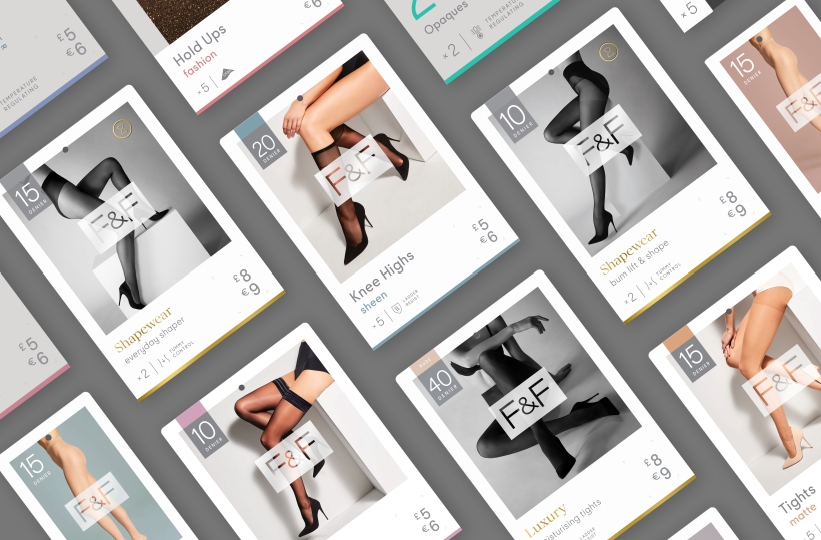 £5
€6
TEMPERATURE
REGULATING
Hold Ups
fashion
×5
€6
2
Opaques
×2
TEMPERATURE
REGULATING
×5
15
DENIER
F&F
£8
€9
Shapewear
everyday shaper
×2
TUMMY
CONTROL
20
DENIER
F&F
£5
€6
Knee Highs
sheen
×5
LADDER
RESIST
10
DENIER
F&F
£8
€9
Shapewear
bum lift & shape
×2
TUMMY
CONTROL
15
DENIER
F&F
£5
€6
15
DENIER
F&F
10
DENIER
F&F
£5
€6
40
DENIER
F&F
£8
€9
Luxury
moisturising tights
15
DENIER
F&F
Tights
matte
×5